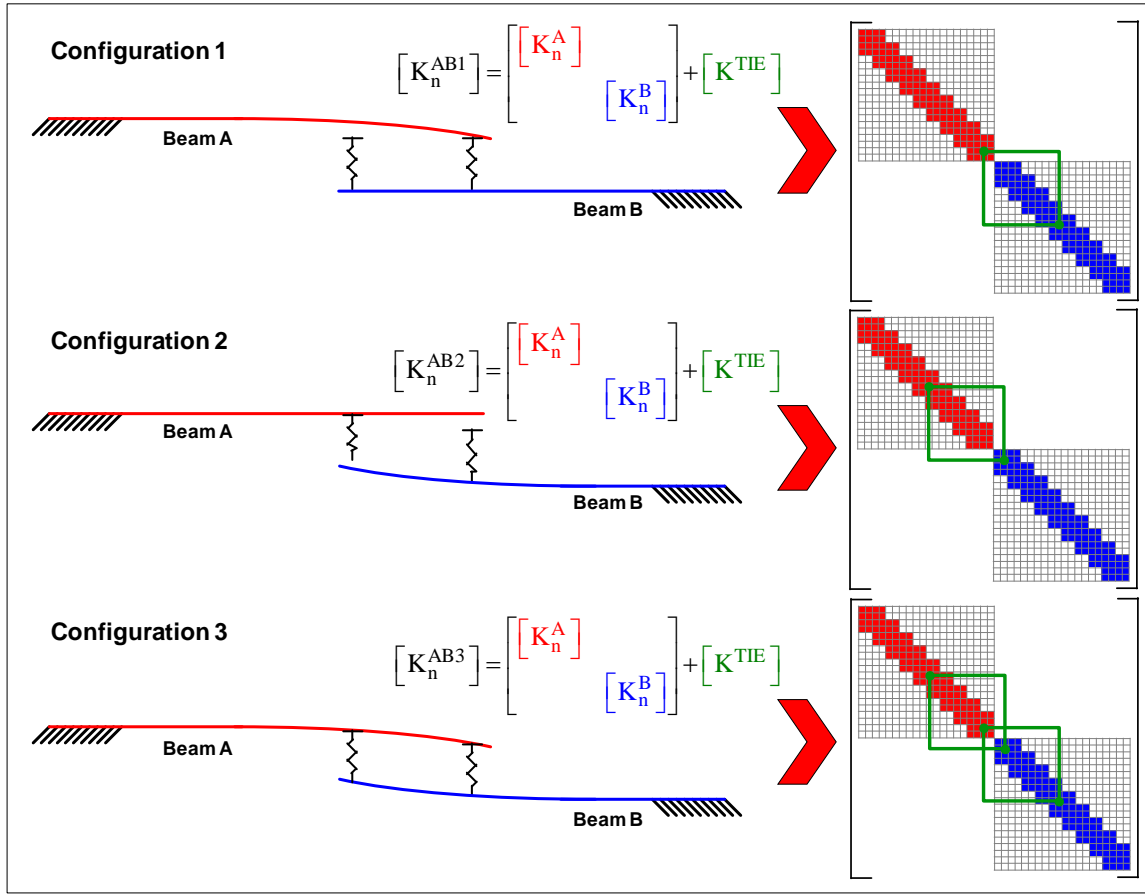 Configuration 1
[K_n^{AB1}] = [[K_n^A] [K_n^B]] + [K^{TIE}]
Beam A
Beam B
Configuration 2
[K_n^{AB2}] = [[K_n^A] [K_n^B]] + [K^{TIE}]
Beam A
Beam B
Configuration 3
[K_n^{AB3}] = [[K_n^A] [K_n^B]] + [K^{TIE}]
Beam A
Beam B